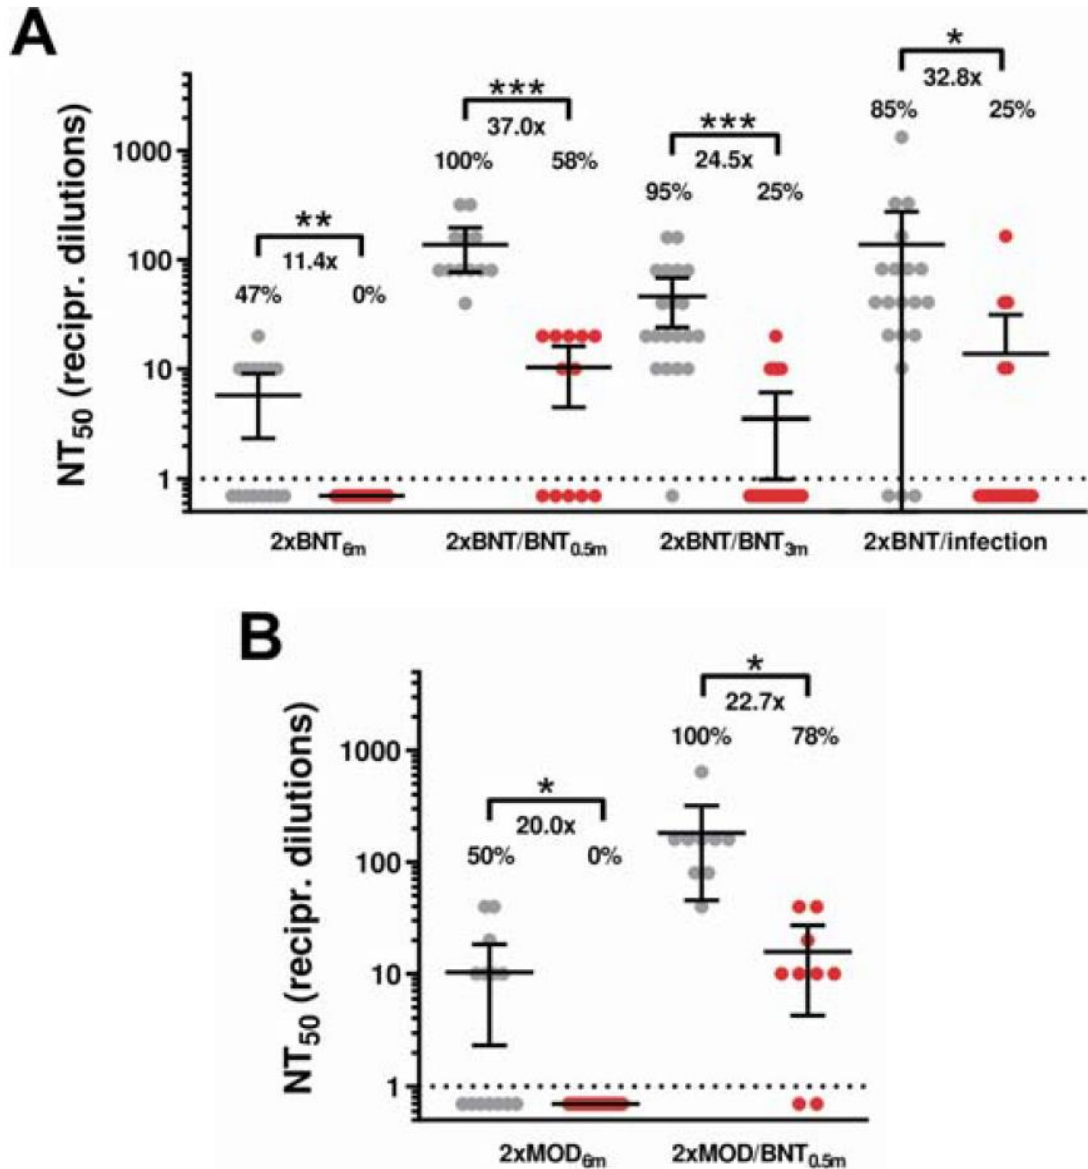 A
NT50 (recipr. dilutions)
1000
100
10
1
**
11.4x
47% 0%
***
37.0x
100% 58%
***
24.5x
95% 25%
*
32.8x
85% 25%
2xBNT6m 2xBNT/BNT0.5m 2xBNT/BNT3m 2xBNT/infection
B
NT50 (recipr. dilutions)
1000
100
10
1
*
20.0x
50% 0%
*
22.7x
100% 78%
2xMOD6m 2xMOD/BNT0.5m